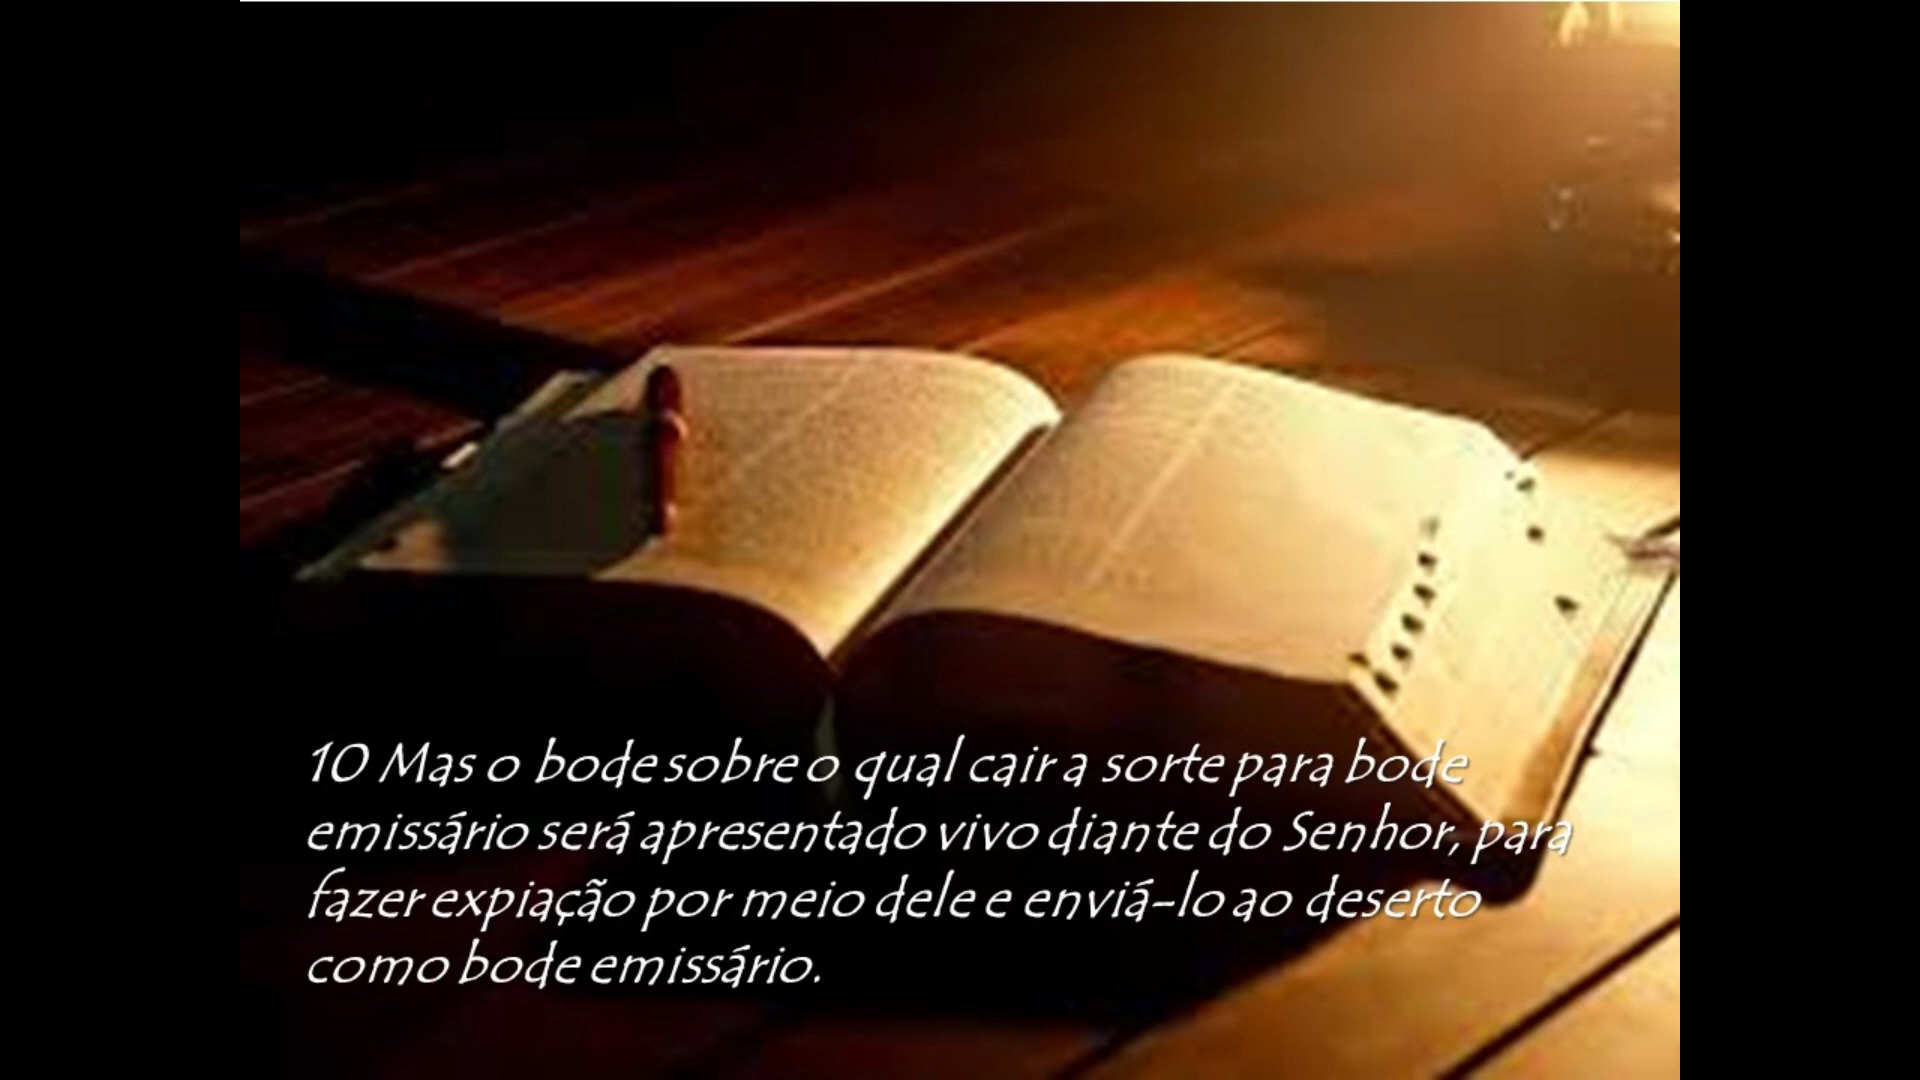 10 Mas o bode sobre o qual cair a sorte para bode
emissário será apresentado vivo diante do Senhor, para
fazer expiação por meio dele e enviá-lo ao deserto
como bode emissário.